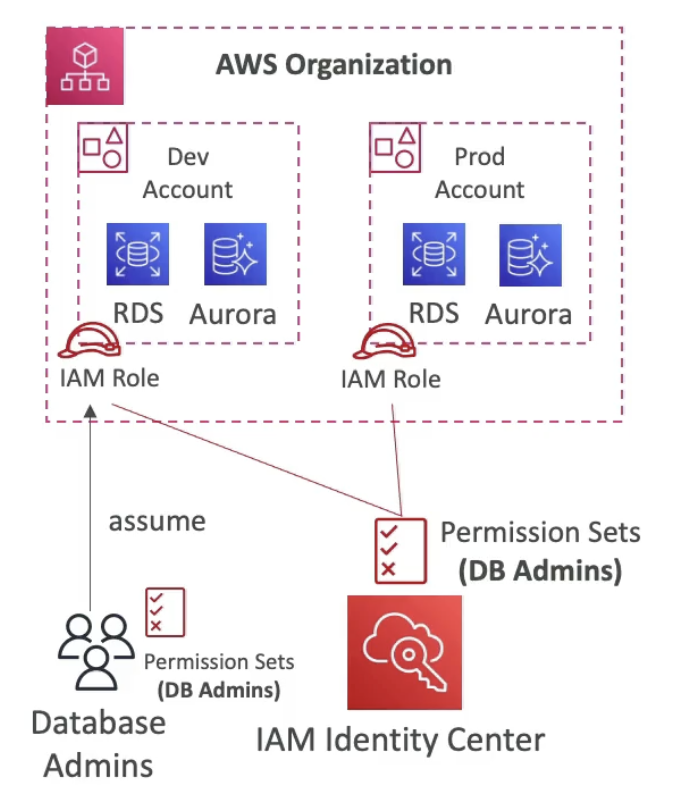 AWS Organization
Dev
Account
RDS
Aurora
IAM Role
Prod
Account
RDS
Aurora
IAM Role
assume
Permission Sets
(DB Admins)
Permission Sets
(DB Admins)
Database
Admins
IAM Identity Center